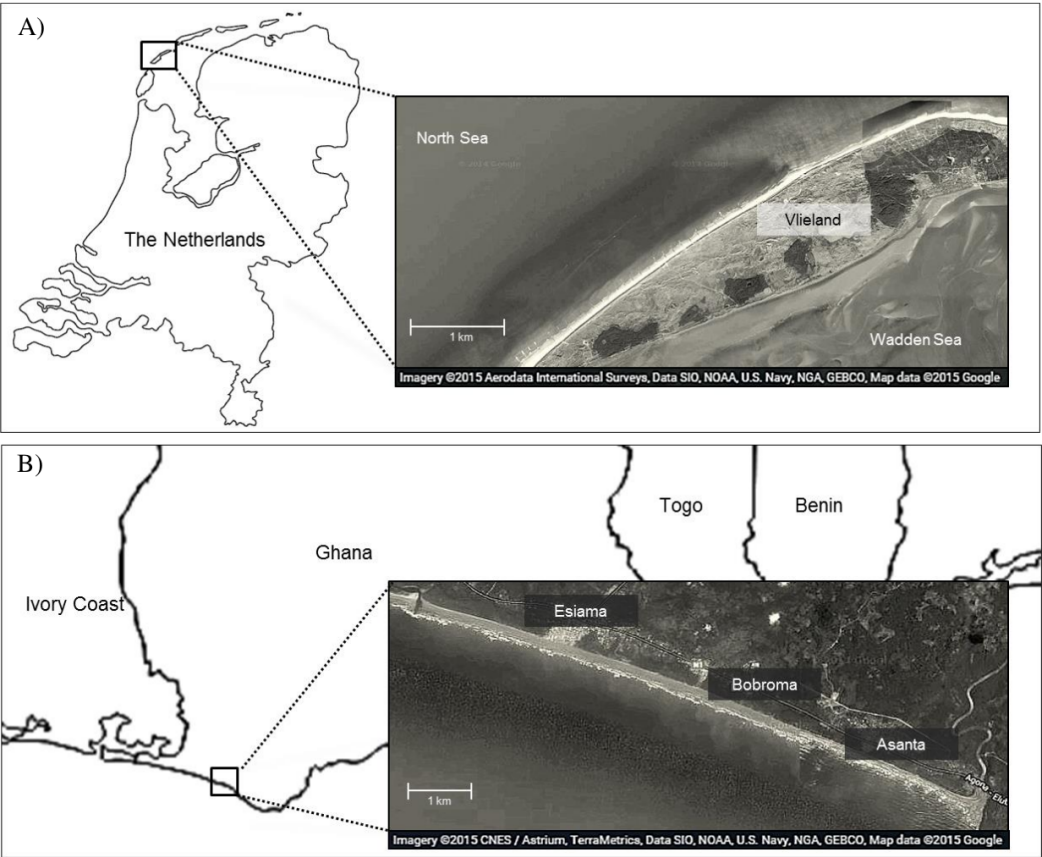 A)
North Sea
Vlieland
The Netherlands
1 km
Wadden Sea
Imagery ©2015 Aerodata International Surveys, Data SIO, NOAA, U.S. Navy, NGA, GEBCO, Map data ©2015 Google
B)
Togo
Benin
Ghana
Ivory Coast
Esiama
Bobroma
Asanta
1 km
Imagery ©2015 CNES / Astrium, TerraMetrics, Data SIO, NOAA, U.S. Navy, NGA, GEBCO, Map data ©2015 Google